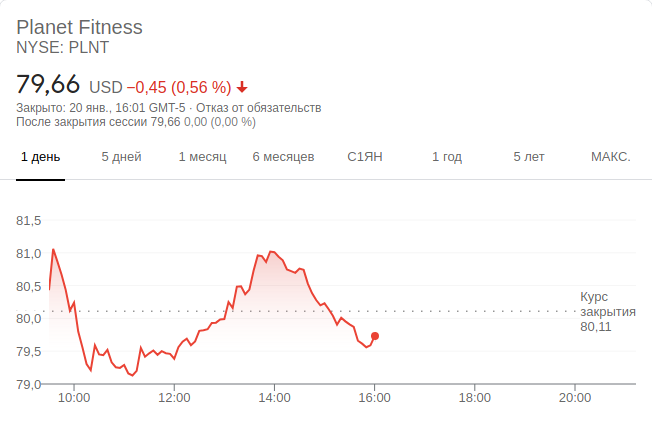 Planet Fitness
NYSE: PLNT
79,66 USD −0,45 (0,56 %)
Закрыто: 20 янв., 16:01 GMT-5 · Отказ от обязательств
После закрытия сессии 79,66 0,00 (0,00 %)
1 день 5 дней 1 месяц 6 месяцев С1ЯН 1 год 5 лет МАКС.
81,5
81,0
80,5
Курс
закрытия
80,11
80,0
79,5
79,0
10:00 12:00 14:00 16:00 18:00 20:00